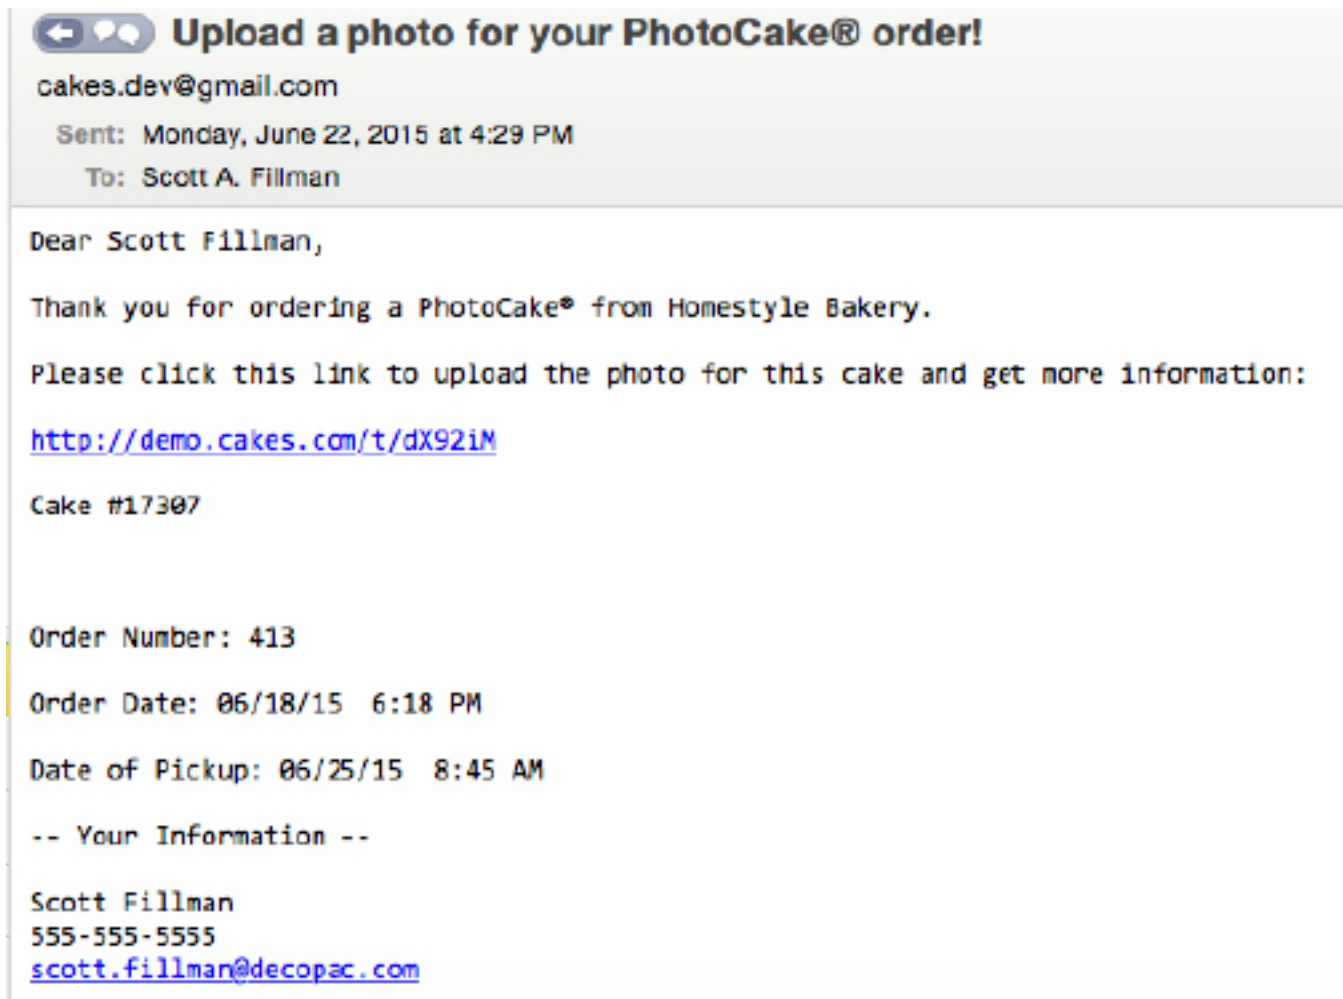 Upload a photo for your PhotoCake® order!
cakes.dev@gmail.com
Sent: Monday, June 22, 2015 at 4:29 PM
To: Scott A. Fillman
Dear Scott Fillman,
Thank you for ordering a PhotoCake® from Homestyle Bakery.
Please click this link to upload the photo for this cake and get more information:
http://demo.cakes.com/t/dX92iM
Cake #17307
Order Number: 413
Order Date: 06/18/15  6:18 PM
Date of Pickup: 06/25/15  8:45 AM
-- Your Information --
Scott Fillman
555-555-5555
scott.fillman@decopac.com